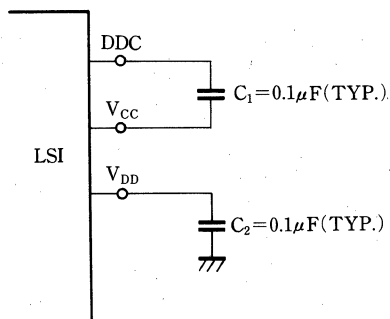 DDC
C₁=0.1μF(TYP.)
V_CC
LSI
V_DD
C₂=0.1μF(TYP.)